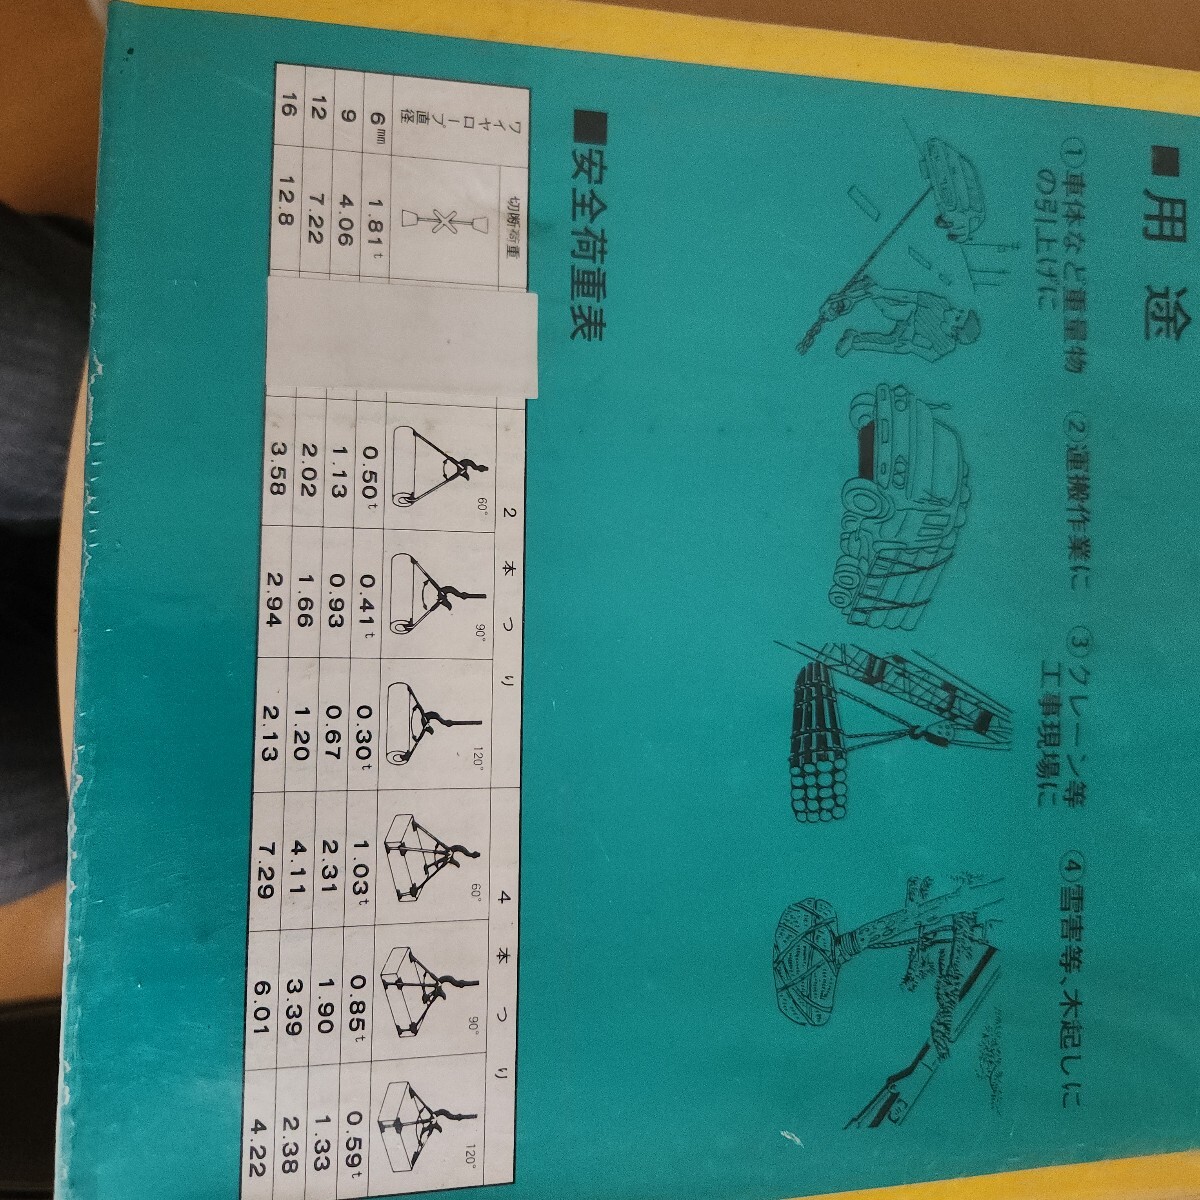 ■用途
①車体など重量物の引上げに
②運搬作業に
③クレーン等工事現場に
④雪害等、木起しに
■安全荷重表
ワイヤロープ直径 切断荷重 2本つり 4本つり
60° 90° 120° 60° 90° 120°
6mm 1.81t 0.50t 0.41t 0.30t 1.03t 0.85t 0.59t
9 4.06 1.13 0.93 0.67 2.31 1.90 1.33
12 7.22 2.02 1.66 1.20 4.11 3.39 2.38
16 12.8 3.58 2.94 2.13 7.29 6.01 4.22